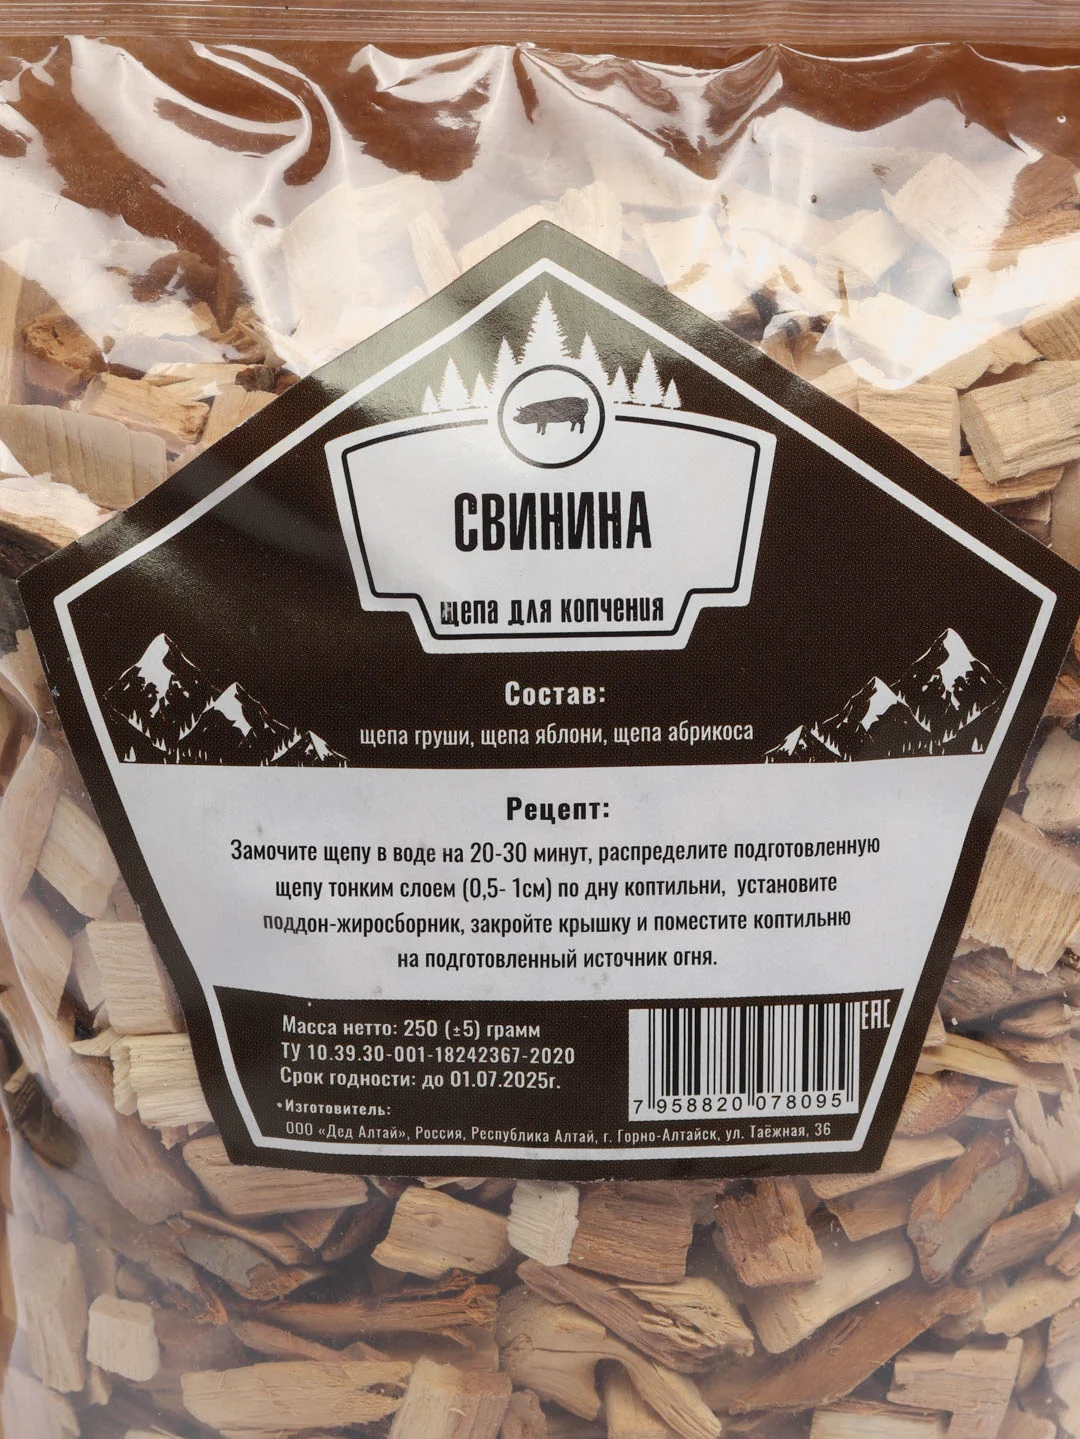 СВИНИНА
щепа для копчения
Состав:
щепа груши, щепа яблони, щепа абрикоса
Рецепт:
Замочите щепу в воде на 20-30 минут, распределите подготовленную
щепу тонким слоем (0,5- 1см) по дну коптильни, установите
поддон-жиросборник, закройте крышку и поместите коптильню
на подготовленный источник огня.
Масса нетто: 250 (±5) грамм
ТУ 10.39.30-001-18242367-2020
Срок годности: до 01.07.2025г.
•Изготовитель:
ООО «Дед Алтай», Россия, Республика Алтай, г. Горно-Алтайск, ул. Таёжная, 36
EAC
7 958820 078095